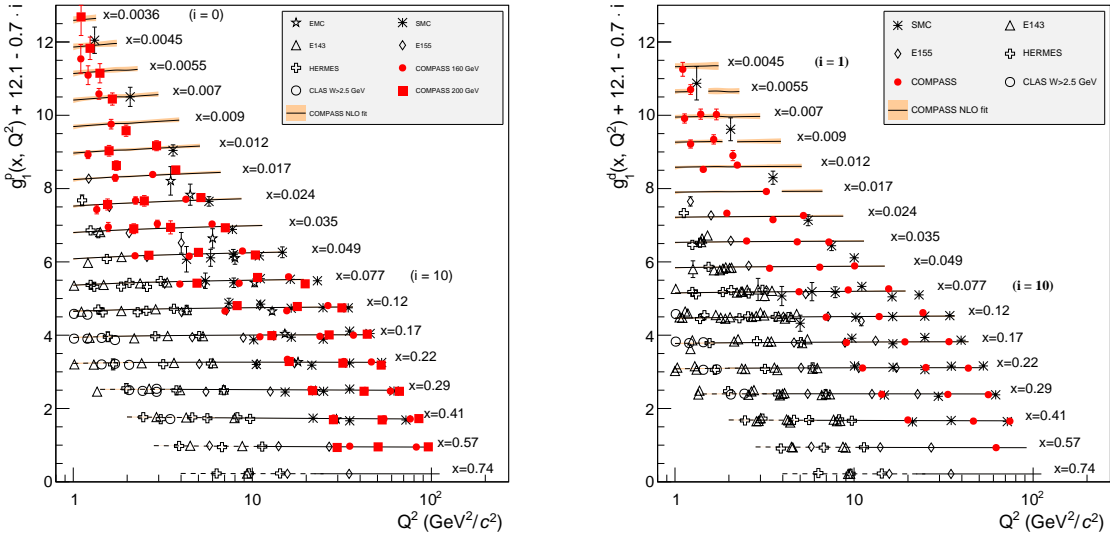 g₁ᵖ(x, Q²) + 12.1 - 0.7 · i
12
10
8
6
4
2
0
1
10
10²
Q² (GeV²/c²)
EMC
SMC
E143
E155
HERMES
COMPASS 160 GeV
CLAS W>2.5 GeV
COMPASS 200 GeV
COMPASS NLO fit
x=0.0036 (i = 0)
x=0.0045
x=0.0055
x=0.007
x=0.009
x=0.012
x=0.017
x=0.024
x=0.035
x=0.049
x=0.077 (i = 10)
x=0.12
x=0.17
x=0.22
x=0.29
x=0.41
x=0.57
x=0.74
g₁ᵈ(x, Q²) + 12.1 - 0.7 · i
12
10
8
6
4
2
0
1
10
10²
Q² (GeV²/c²)
SMC
E143
E155
HERMES
COMPASS
CLAS W>2.5 GeV
COMPASS NLO fit
x=0.0045 (i = 1)
x=0.0055
x=0.007
x=0.009
x=0.012
x=0.017
x=0.024
x=0.035
x=0.049
x=0.077 (i = 10)
x=0.12
x=0.17
x=0.22
x=0.29
x=0.41
x=0.57
x=0.74